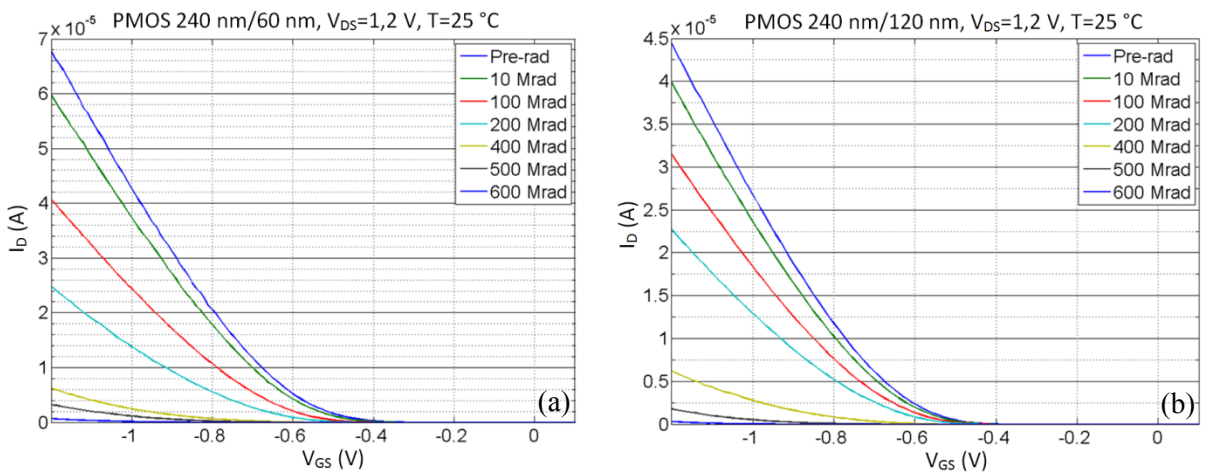 PMOS 240 nm/60 nm, VDS=1,2 V, T=25 °C
x 10-5
7
6
5
4
3
2
1
0
ID (A)
-1
-0.8
-0.6
-0.4
-0.2
0
VGS (V)
Pre-rad
10 Mrad
100 Mrad
200 Mrad
400 Mrad
500 Mrad
600 Mrad
(a)
PMOS 240 nm/120 nm, VDS=1,2 V, T=25 °C
x 10-5
4.5
4
3.5
3
2.5
2
1.5
1
0.5
0
ID (A)
-1
-0.8
-0.6
-0.4
-0.2
0
VGS (V)
Pre-rad
10 Mrad
100 Mrad
200 Mrad
400 Mrad
500 Mrad
600 Mrad
(b)